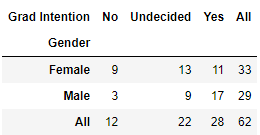 Grad Intention No Undecided Yes All
Gender
Female 9 13 11 33
Male 3 9 17 29
All 12 22 28 62